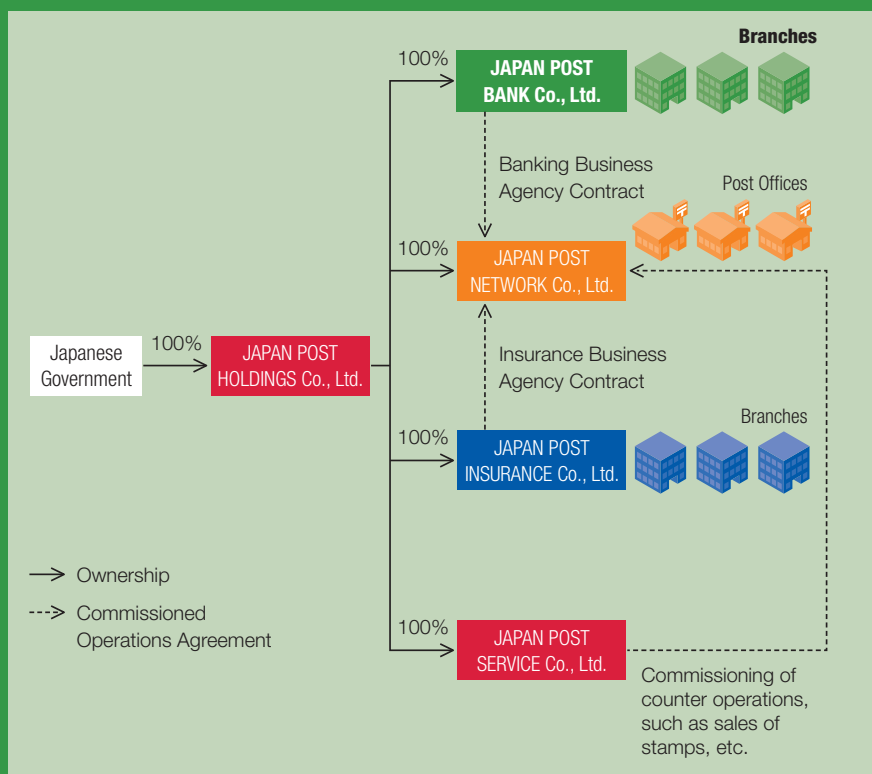 Branches
100%
JAPAN POST
BANK Co., Ltd.
Banking Business
Agency Contract
Post Offices
100%
JAPAN POST
NETWORK Co., Ltd.
Japanese
Government
100%
JAPAN POST
HOLDINGS Co., Ltd.
Insurance Business
Agency Contract
Branches
100%
JAPAN POST
INSURANCE Co., Ltd.
Ownership
Commissioned
Operations Agreement
100%
JAPAN POST
SERVICE Co., Ltd.
Commissioning of
counter operations,
such as sales of
stamps, etc.